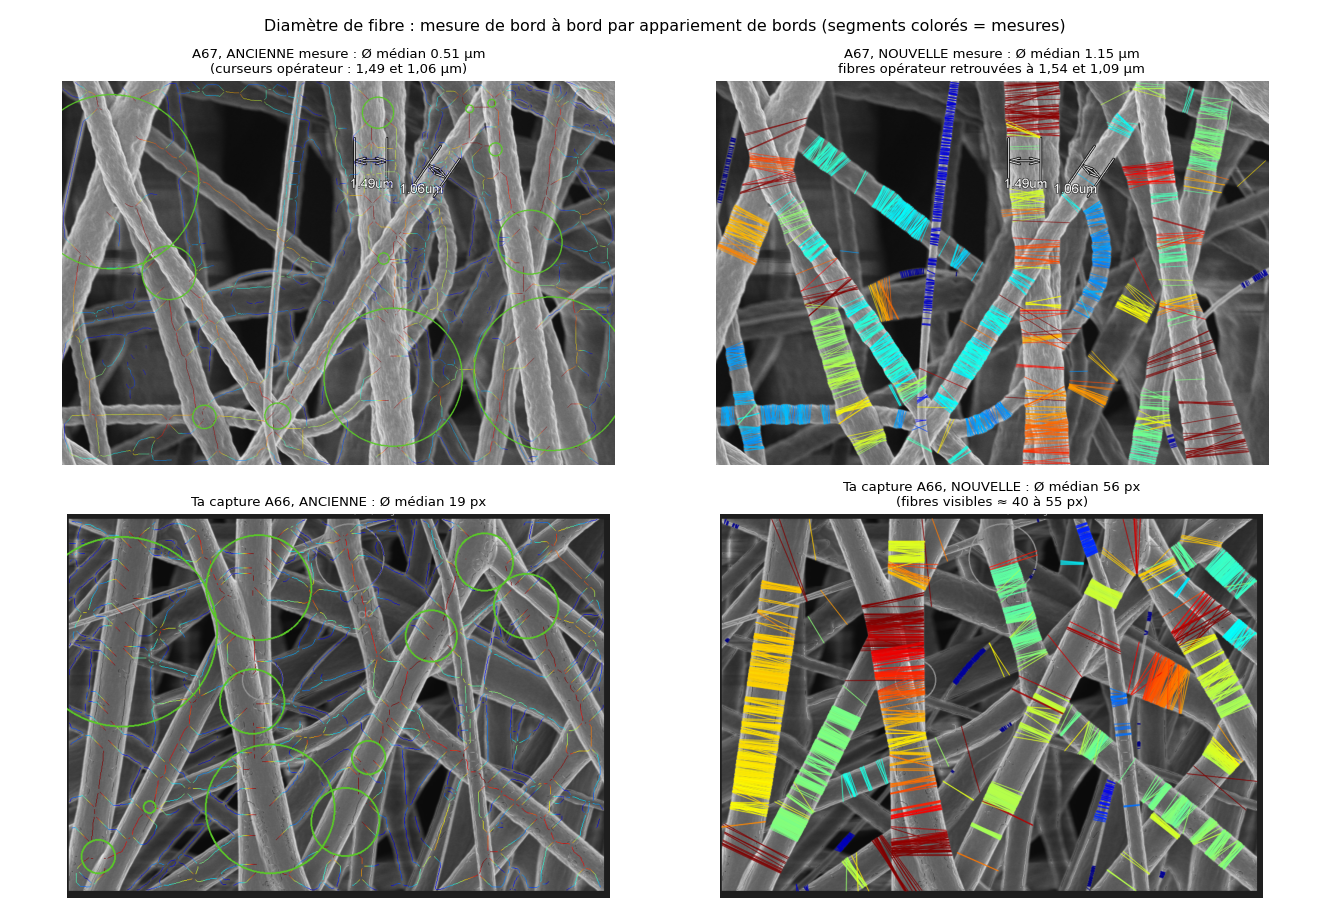 Diamètre de fibre : mesure de bord à bord par appariement de bords (segments colorés = mesures)
A67, ANCIENNE mesure : Ø médian 0.51 µm
(curseurs opérateur : 1,49 et 1,06 µm)
A67, NOUVELLE mesure : Ø médian 1.15 µm
fibres opérateur retrouvées à 1,54 et 1,09 µm
1.49um
1.06um
1.49um
1.06um
Ta capture A66, ANCIENNE : Ø médian 19 px
Ta capture A66, NOUVELLE : Ø médian 56 px
(fibres visibles ≈ 40 à 55 px)